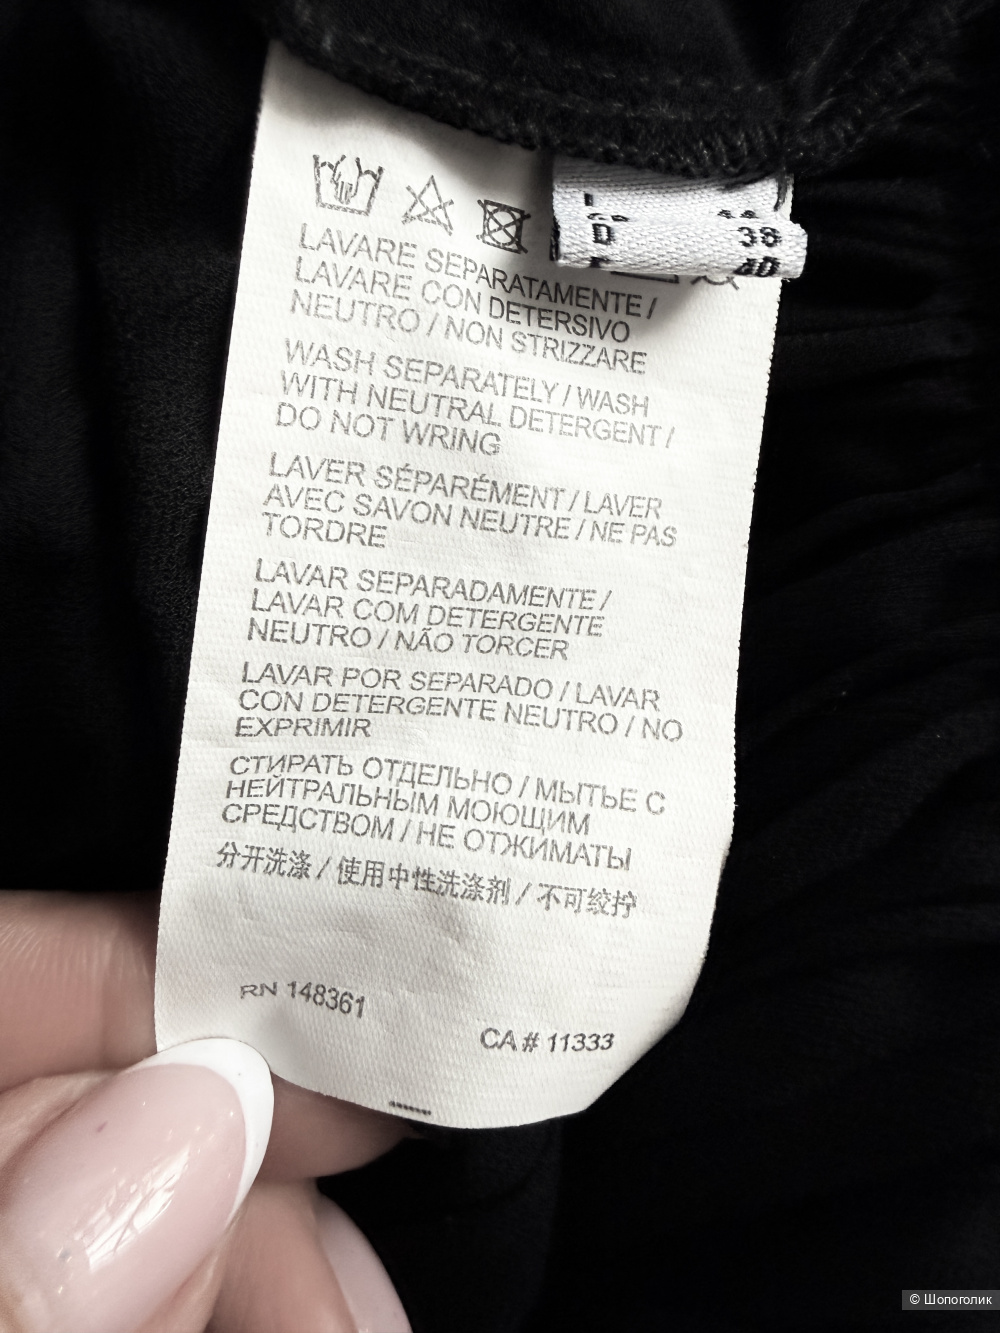 D 38
40
LAVARE SEPARATAMENTE /
LAVARE CON DETERSIVO
NEUTRO / NON STRIZZARE
WASH SEPARATELY / WASH
WITH NEUTRAL DETERGENT /
DO NOT WRING
LAVER SÉPARÉMENT / LAVER
AVEC SAVON NEUTRE / NE PAS
TORDRE
LAVAR SEPARADAMENTE /
LAVAR COM DETERGENTE
NEUTRO / NÃO TORCER
LAVAR POR SEPARADO / LAVAR
CON DETERGENTE NEUTRO / NO
EXPRIMIR
СТИРАТЬ ОТДЕЛЬНО / МЫТЬЕ С
НЕЙТРАЛЬНЫМ МОЮЩИМ
СРЕДСТВОМ / НЕ ОТЖИМАТЫ
分开洗涤 / 使用中性洗涤剂 / 不可绞拧
RN 148361
CA # 11333
© Шопоголик